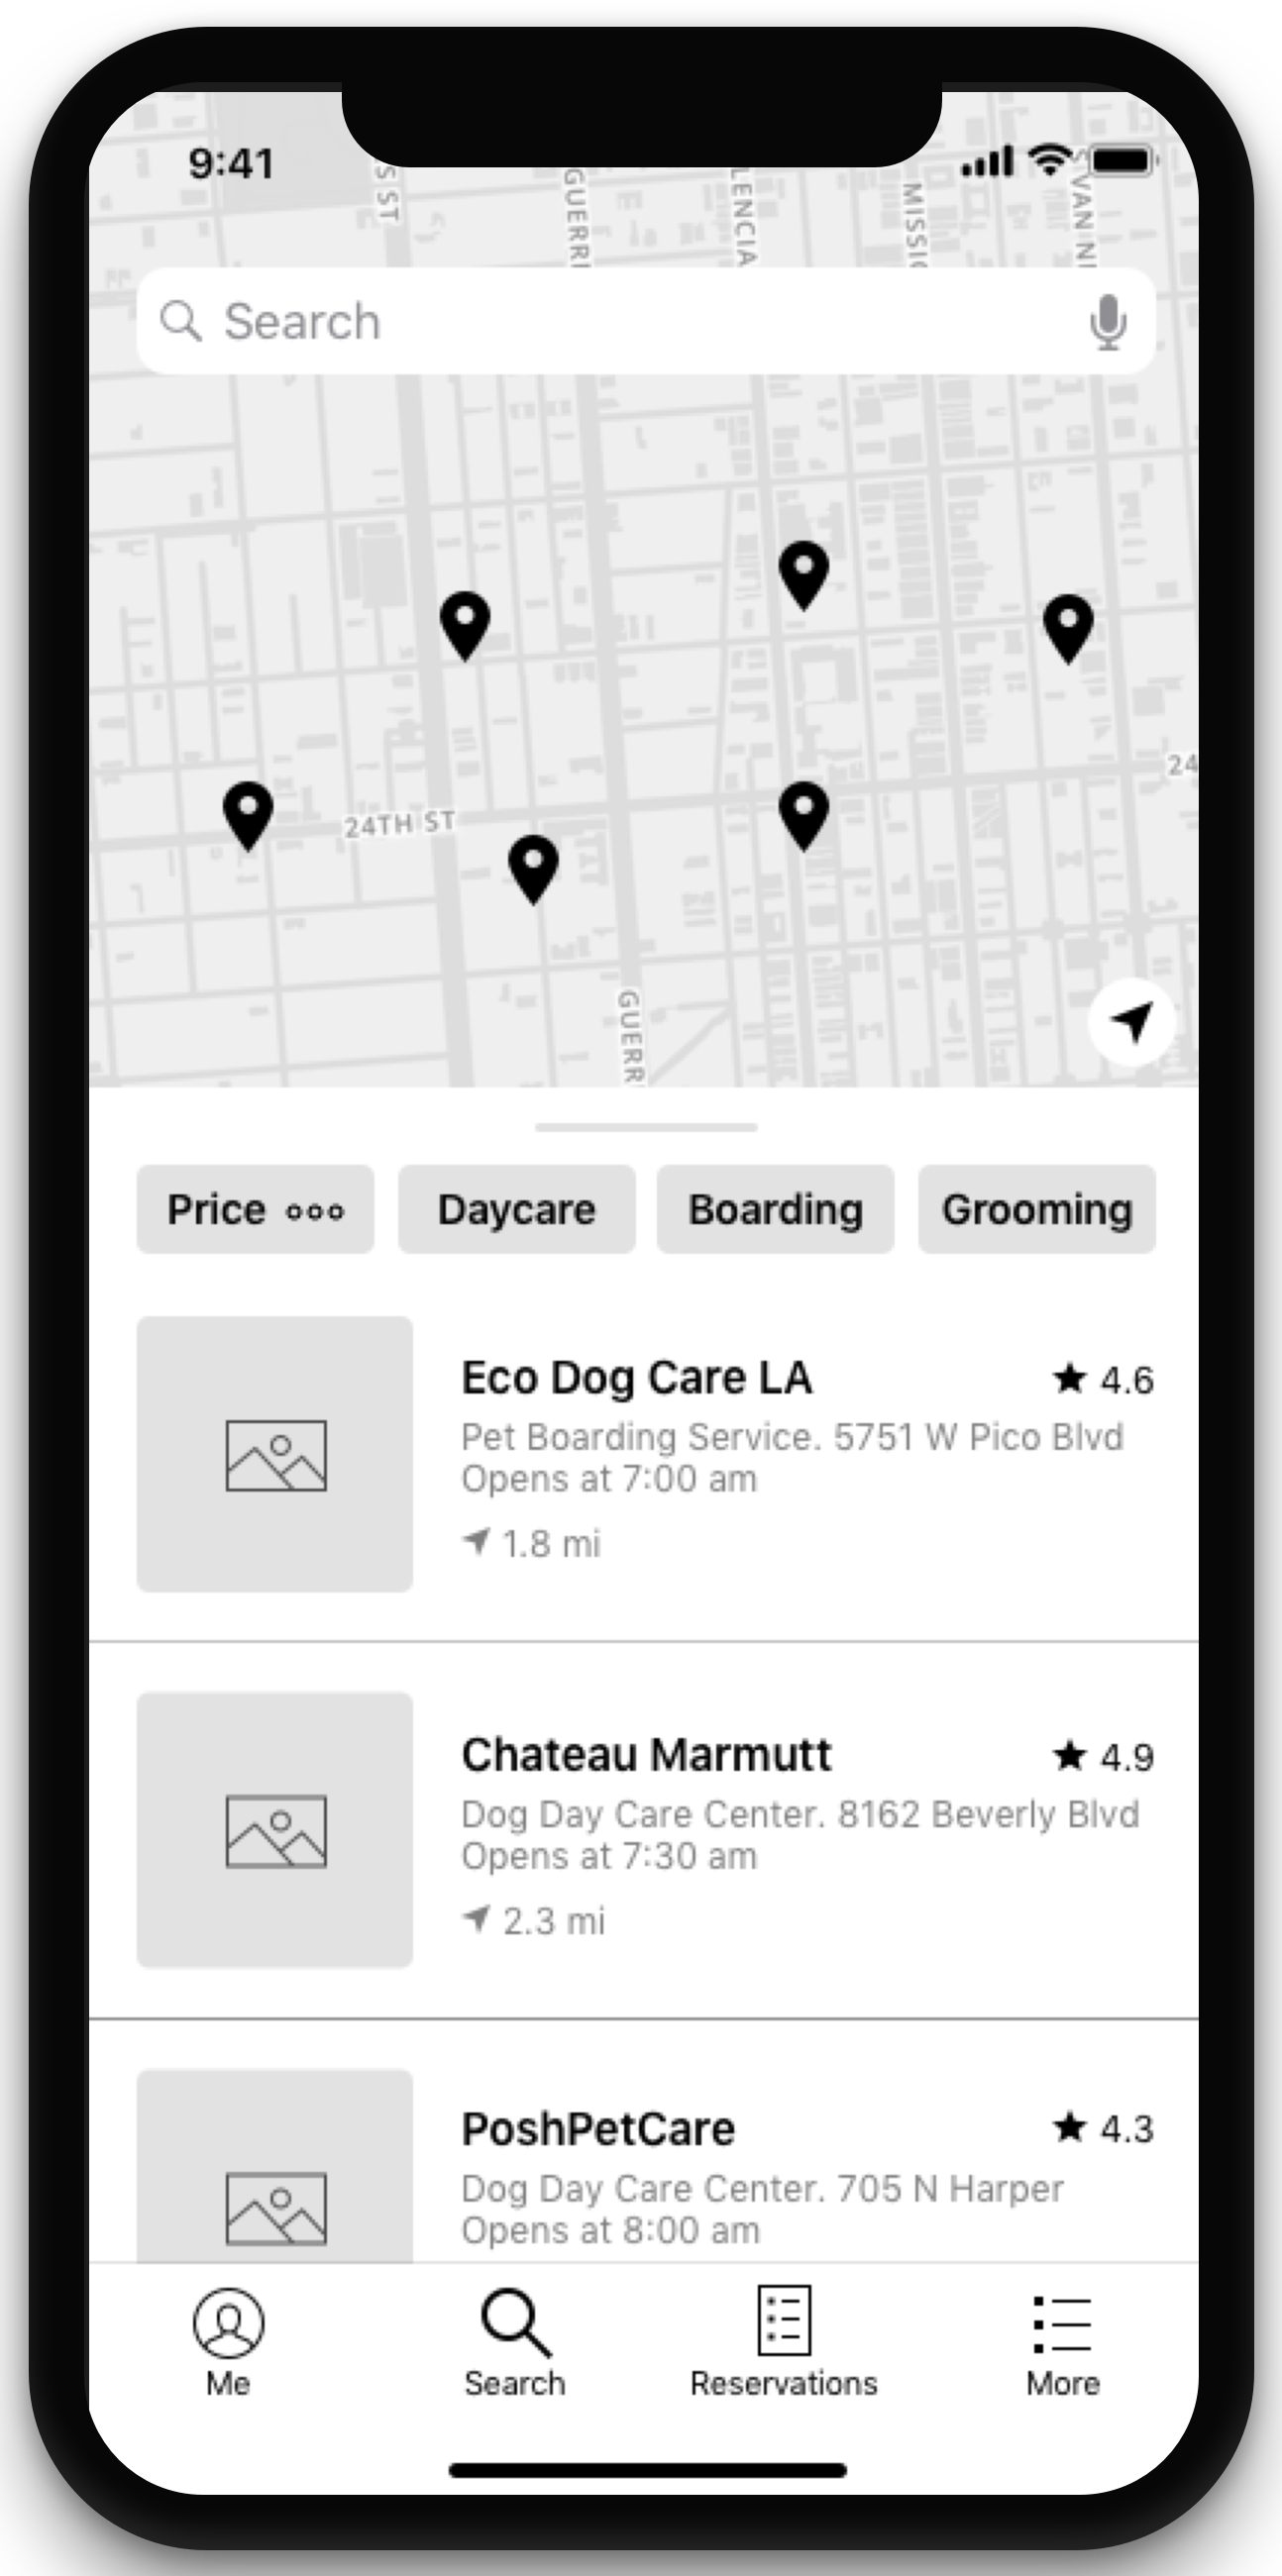 9:41
S ST
GUERR
LENCIA
MISSI
S VAN N
Search
24
24TH ST
GUERR
Price
Daycare
Boarding
Grooming
Eco Dog Care LA
4.6
Pet Boarding Service. 5751 W Pico Blvd
Opens at 7:00 am
1.8 mi
Chateau Marmutt
4.9
Dog Day Care Center. 8162 Beverly Blvd
Opens at 7:30 am
2.3 mi
PoshPetCare
4.3
Dog Day Care Center. 705 N Harper
Opens at 8:00 am
Me
Search
Reservations
More